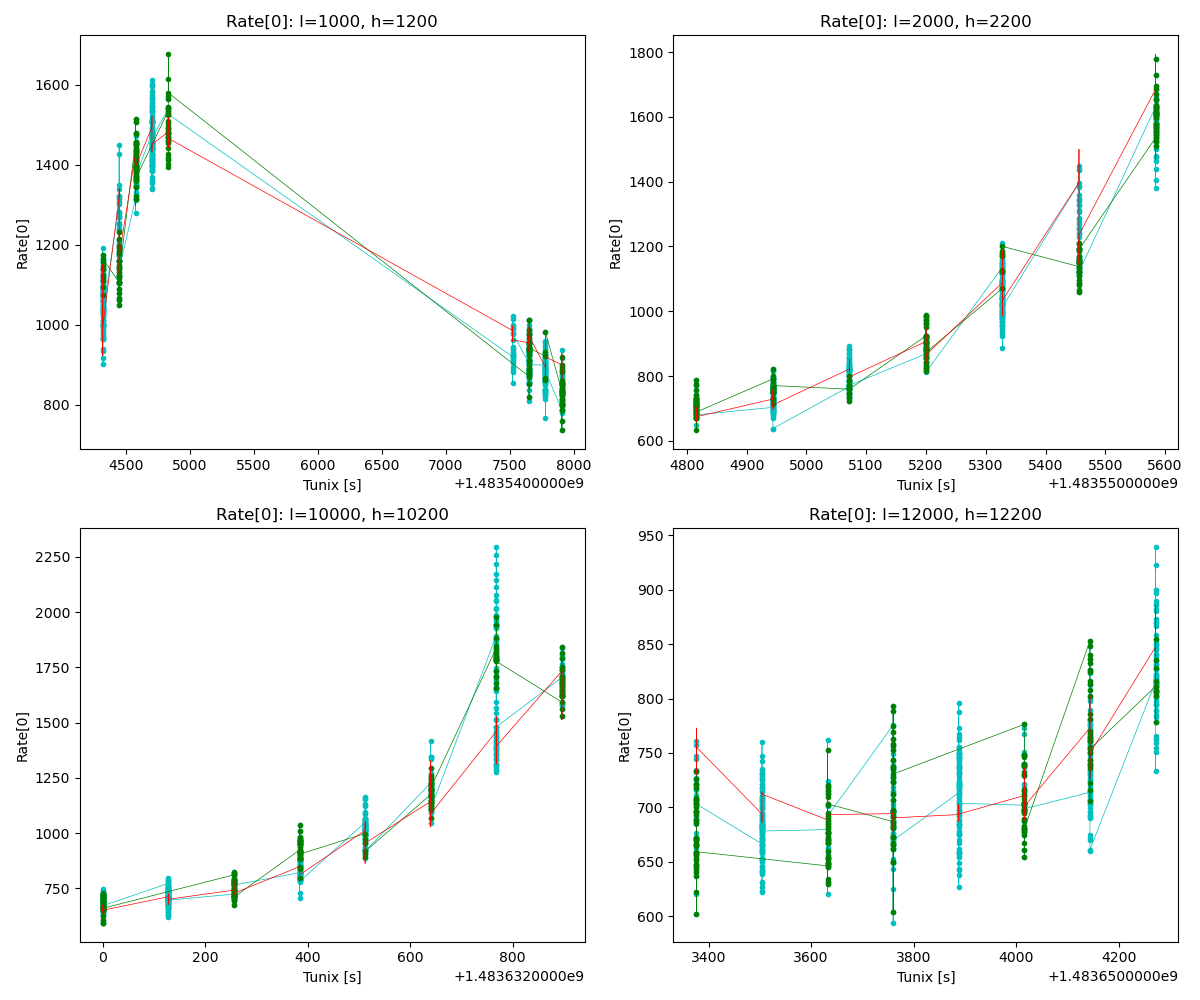 Rate[0]: l=1000, h=1200
Rate[0]
1600
1400
1200
1000
800
4500 5000 5500 6000 6500 7000 7500 8000
Tunix [s]
+1.4835400000e9
Rate[0]: l=2000, h=2200
Rate[0]
1800
1600
1400
1200
1000
800
600
4800 4900 5000 5100 5200 5300 5400 5500 5600
Tunix [s]
+1.4835500000e9
Rate[0]: l=10000, h=10200
Rate[0]
2250
2000
1750
1500
1250
1000
750
0 200 400 600 800
Tunix [s]
+1.4836320000e9
Rate[0]: l=12000, h=12200
Rate[0]
950
900
850
800
750
700
650
600
3400 3600 3800 4000 4200
Tunix [s]
+1.4836500000e9